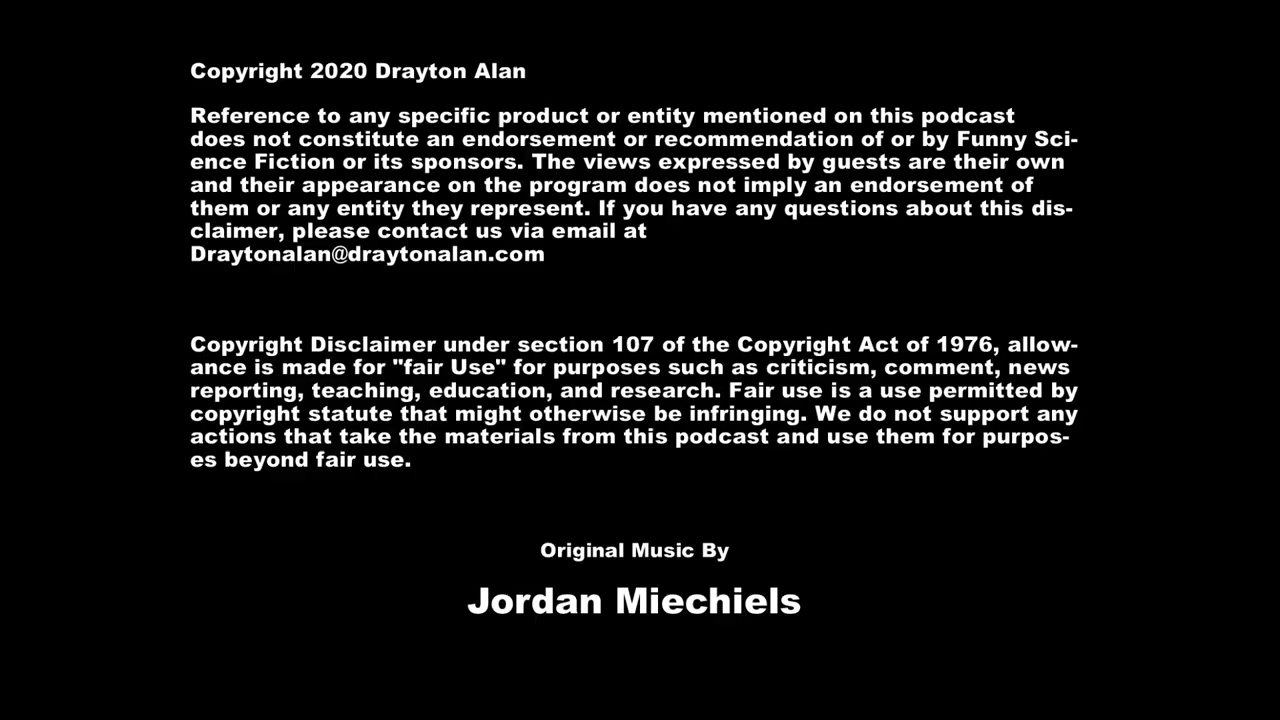 Copyright 2020 Drayton Alan
Reference to any specific product or entity mentioned on this podcast
does not constitute an endorsement or recommendation of or by Funny Sci-
ence Fiction or its sponsors. The views expressed by guests are their own
and their appearance on the program does not imply an endorsement of
them or any entity they represent. If you have any questions about this dis-
claimer, please contact us via email at
Draytonalan@draytonalan.com
Copyright Disclaimer under section 107 of the Copyright Act of 1976, allow-
ance is made for "fair Use" for purposes such as criticism, comment, news
reporting, teaching, education, and research. Fair use is a use permitted by
copyright statute that might otherwise be infringing. We do not support any
actions that take the materials from this podcast and use them for purpos-
es beyond fair use.
Original Music By
Jordan Miechiels